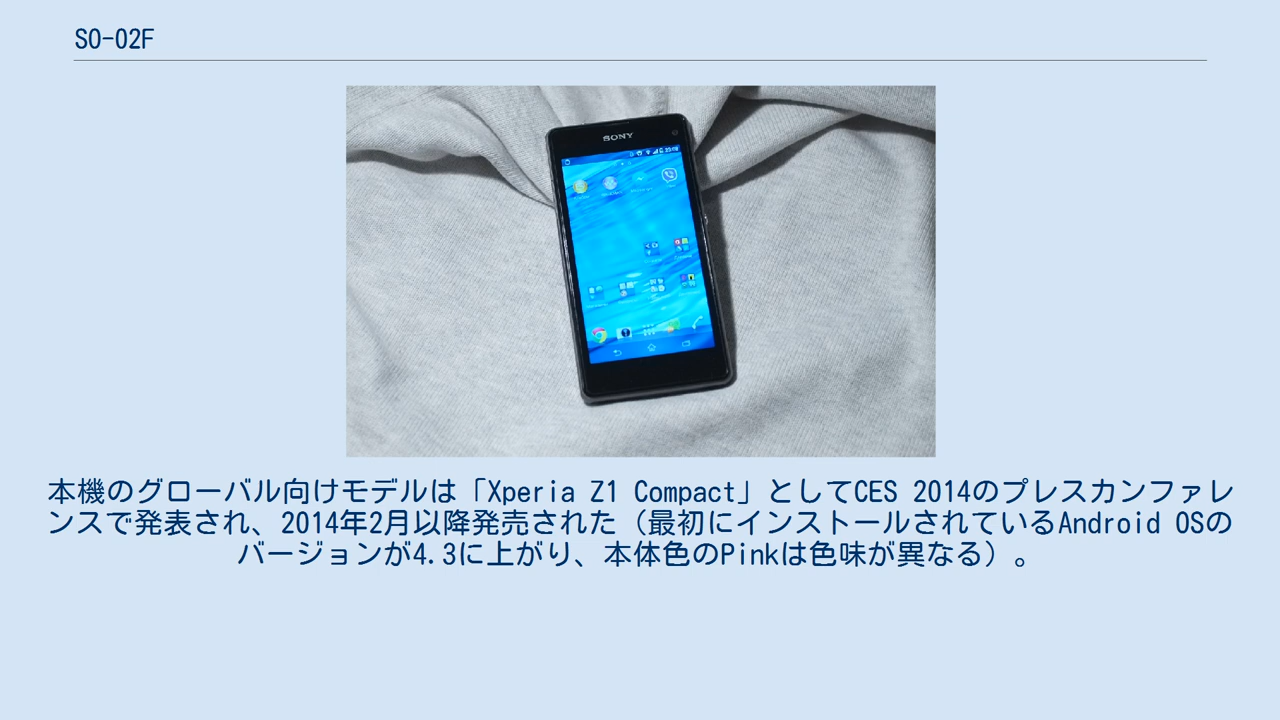 SO-02F
SONY
本機のグローバル向けモデルは「Xperia Z1 Compact」としてCES 2014のプレスカンファレ
ンスで発表され、2014年2月以降発売された（最初にインストールされているAndroid OSの
バージョンが4.3に上がり、本体色のPinkは色味が異なる）。